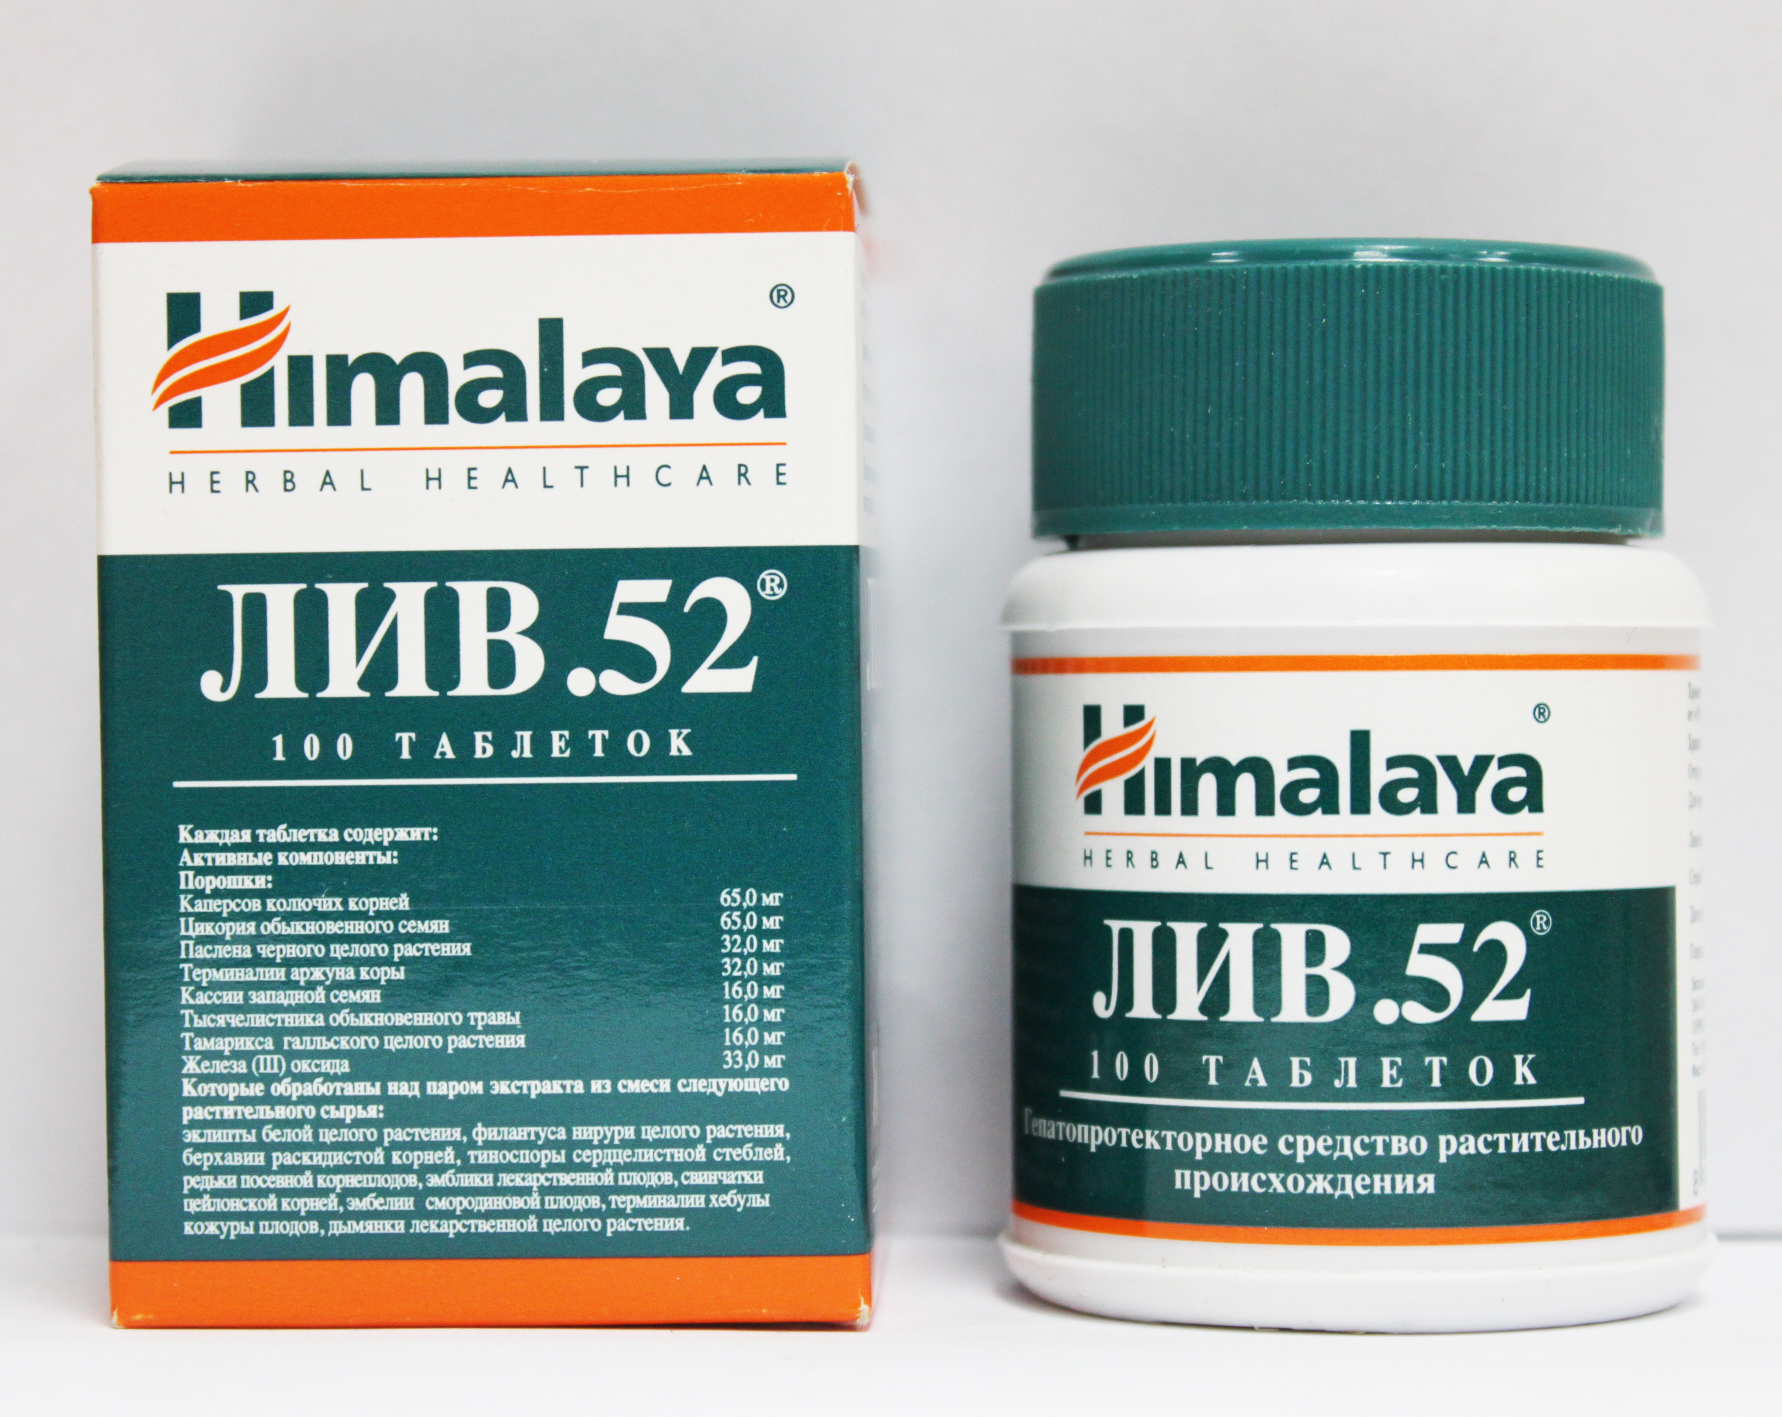 Himalaya®
HERBAL HEALTHCARE
ЛИВ.52®
100 ТАБЛЕТОК
Каждая таблетка содержит:
Активные компоненты:
Порошки:
Каперсов колючих корней 65,0 мг
Цикория обыкновенного семян 65,0 мг
Паслена черного целого растения 32,0 мг
Терминалии аржуна коры 32,0 мг
Кассии западной семян 16,0 мг
Тысячелистника обыкновенного травы 16,0 мг
Тамарикса галльского целого растения 16,0 мг
Железа (III) оксида 33,0 мг
Которые обработаны над паром экстракта из смеси следующего
растительного сырья:
эклипты белой целого растения, филантуса нирури целого растения,
берхавии раскидистой корней, тиноспоры сердцелистной стеблей,
редьки посевной корнеплодов, эмблики лекарственной плодов, свинчатки
цейлонской корней, эмбелии смородиновой плодов, терминалии хебулы
кожуры плодов, дымянки лекарственной целого растения.
Himalaya®
HERBAL HEALTHCARE
ЛИВ.52®
100 ТАБЛЕТОК
Гепатопротекторное средство растительного
происхождения